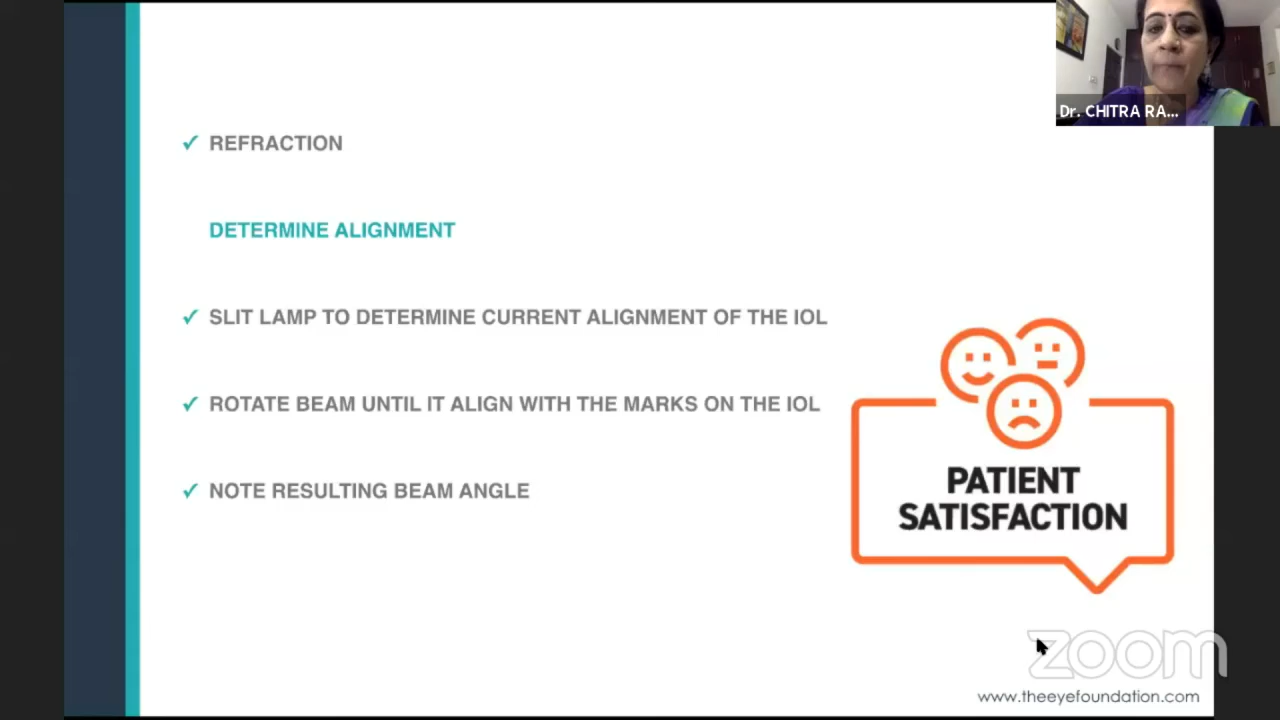 Dr. CHITRA RA...
✓ REFRACTION
DETERMINE ALIGNMENT
✓ SLIT LAMP TO DETERMINE CURRENT ALIGNMENT OF THE IOL
✓ ROTATE BEAM UNTIL IT ALIGN WITH THE MARKS ON THE IOL
✓ NOTE RESULTING BEAM ANGLE
PATIENT
SATISFACTION
zoom
www.theeyefoundation.com